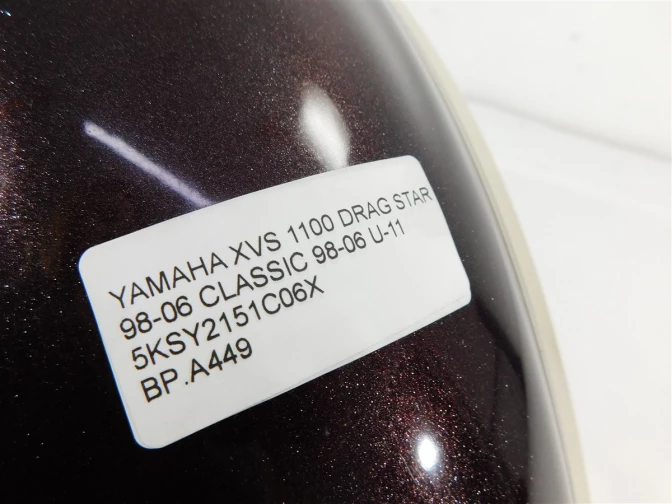 YAMAHA XVS 1100 DRAG STAR
98-06 CLASSIC 98-06 U-11
5KSY2151C06X
BP.A449